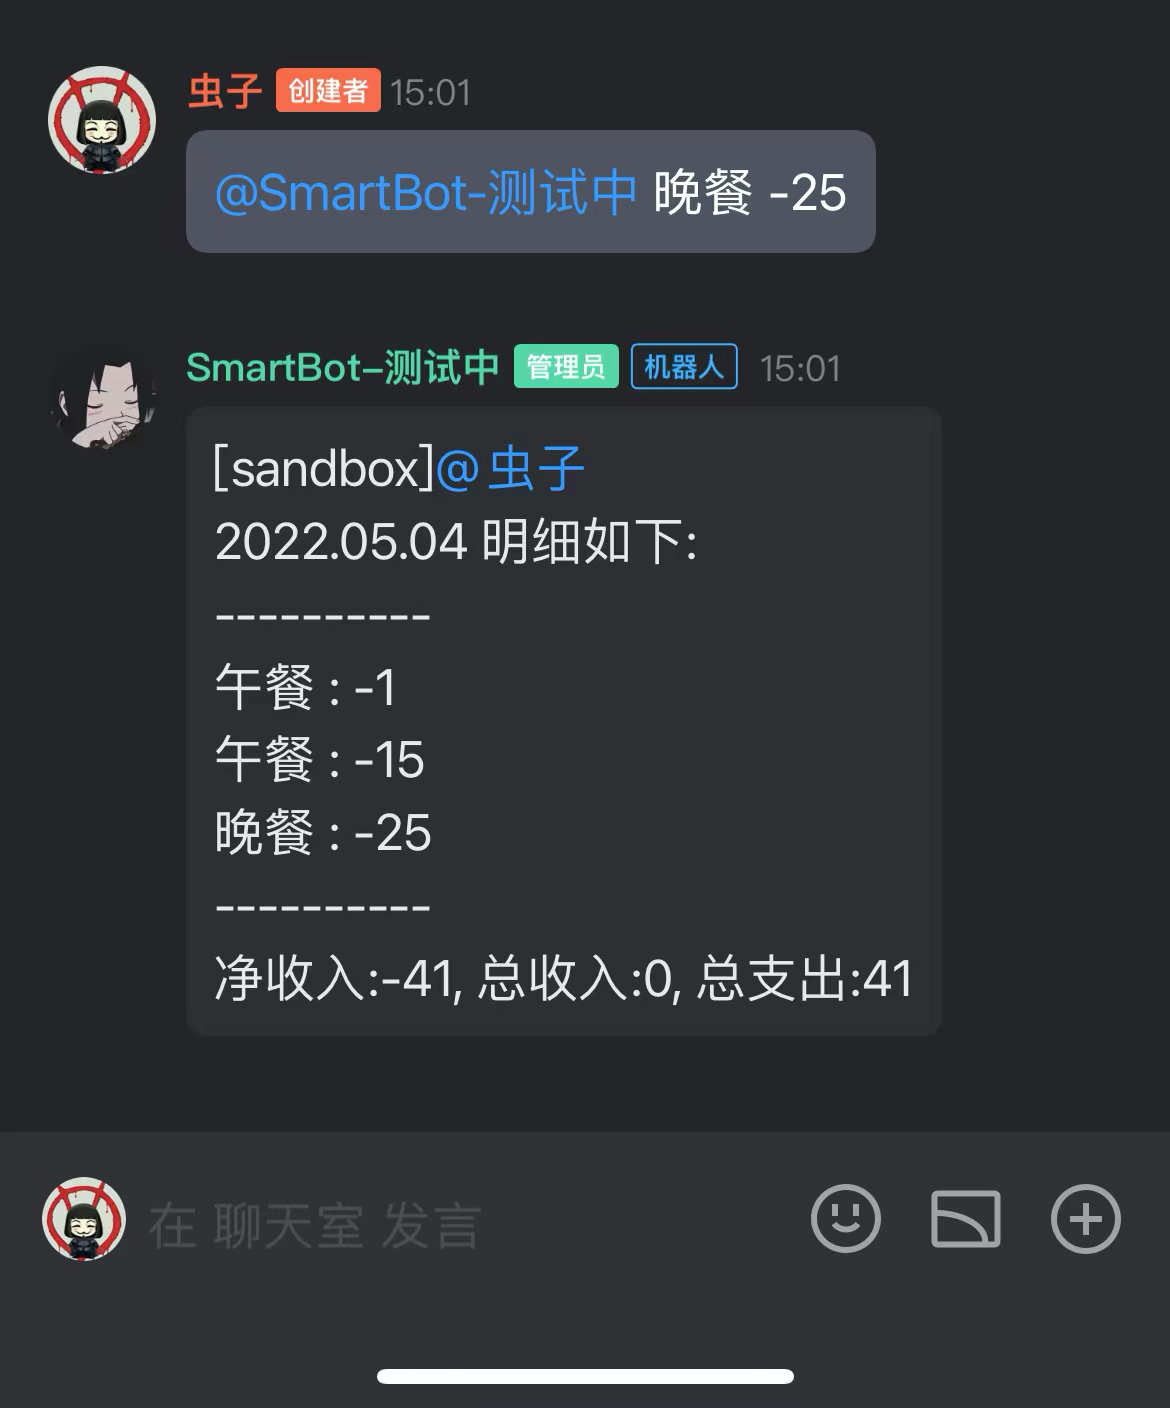 虫子 创建者 15:01
@SmartBot-测试中 晚餐 -25
SmartBot-测试中 管理员 机器人 15:01
[sandbox]@虫子
2022.05.04 明细如下:
----------
午餐 : -1
午餐 : -15
晚餐 : -25
----------
净收入:-41, 总收入:0, 总支出:41
在 聊天室 发言